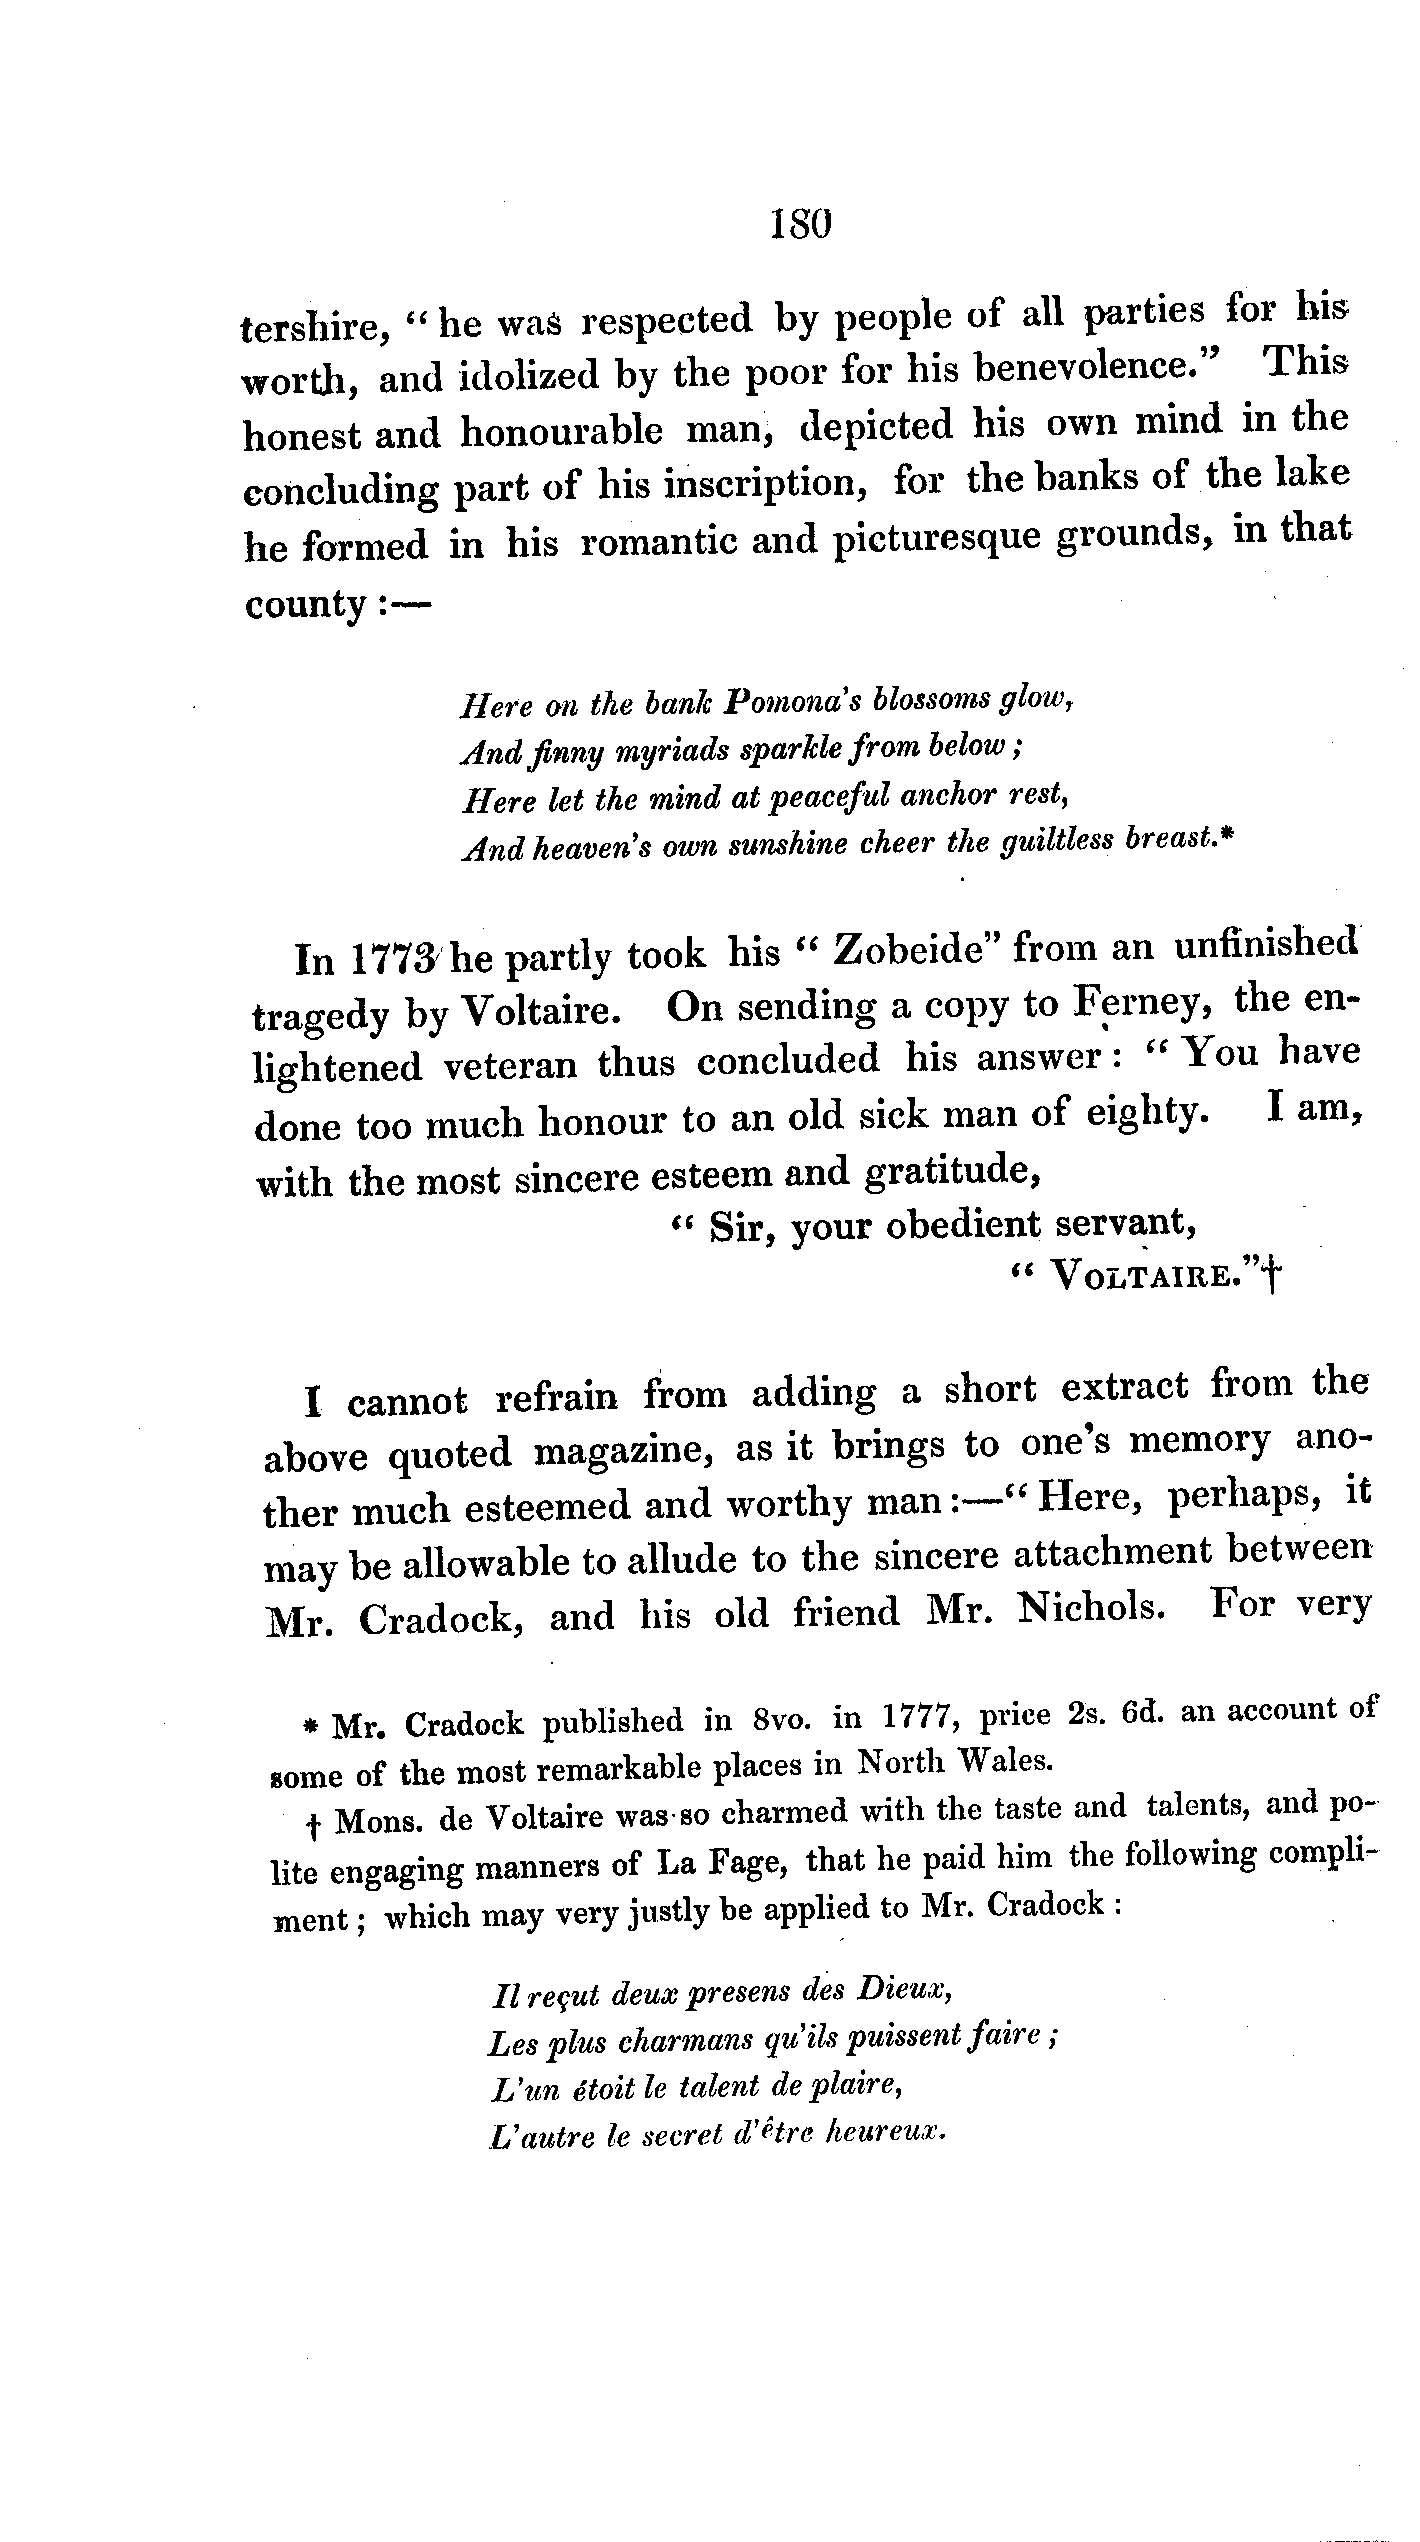 180
tershire, “ he was respected by people of all parties for his
worth, and idolized by the poor for his benevolence.” This
honest and honourable man, depicted his own mind in the
concluding part of his inscription, for the banks of the lake
he formed in his romantic and picturesque grounds, in that
county :—
Here on the bank Pomona's blossoms glow,
And finny myriads sparkle from below ;
Here let the mind at peaceful anchor rest,
And heaven's own sunshine cheer the guiltless breast.*
In 1773 he partly took his “ Zobeide” from an unfinished
tragedy by Voltaire. On sending a copy to Ferney, the en-
lightened veteran thus concluded his answer : “ You have
done too much honour to an old sick man of eighty. I am,
with the most sincere esteem and gratitude,
“ Sir, your obedient servant,
“ VOLTAIRE.”†
I cannot refrain from adding a short extract from the
above quoted magazine, as it brings to one's memory ano-
ther much esteemed and worthy man :—“ Here, perhaps, it
may be allowable to allude to the sincere attachment between
Mr. Cradock, and his old friend Mr. Nichols. For very
* Mr. Cradock published in 8vo. in 1777, price 2s. 6d. an account of
some of the most remarkable places in North Wales.
† Mons. de Voltaire was so charmed with the taste and talents, and po-
lite engaging manners of La Fage, that he paid him the following compli-
ment ; which may very justly be applied to Mr. Cradock :
Il reçut deux presens des Dieux,
Les plus charmans qu'ils puissent faire ;
L'un étoit le talent de plaire,
L'autre le secret d'être heureux.